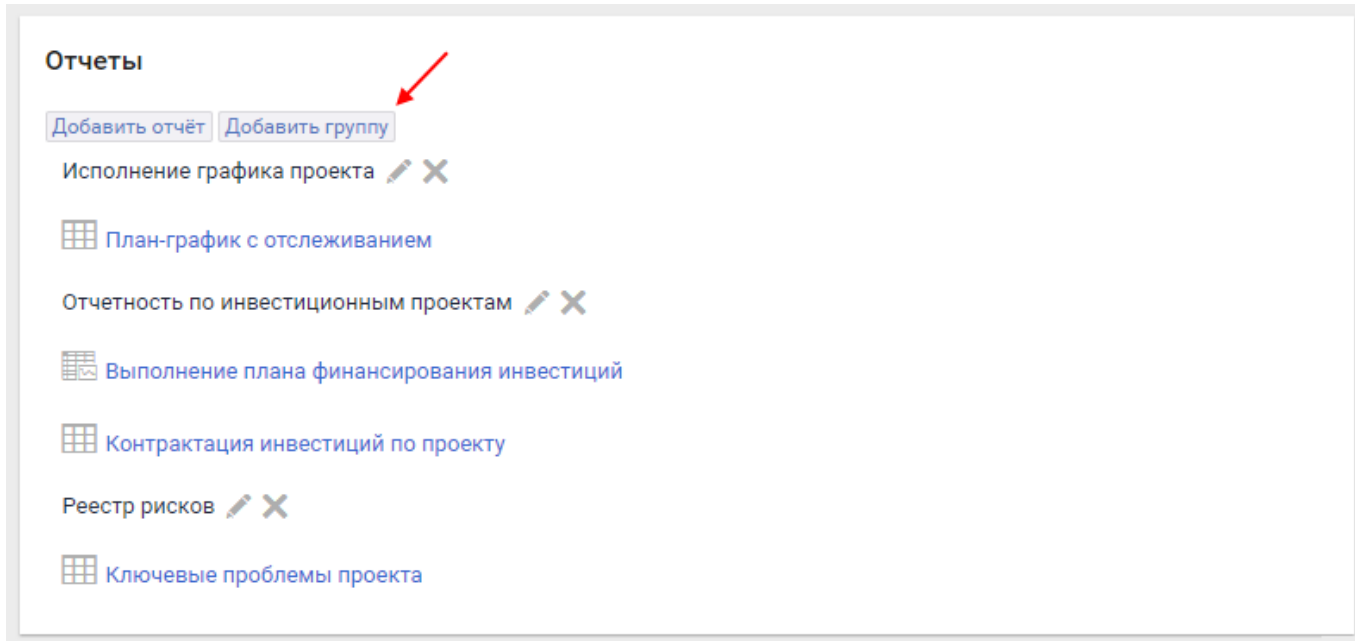 Отчеты
Добавить отчёт Добавить группу
Исполнение графика проекта
План-график с отслеживанием
Отчетность по инвестиционным проектам
Выполнение плана финансирования инвестиций
Контрактация инвестиций по проекту
Реестр рисков
Ключевые проблемы проекта